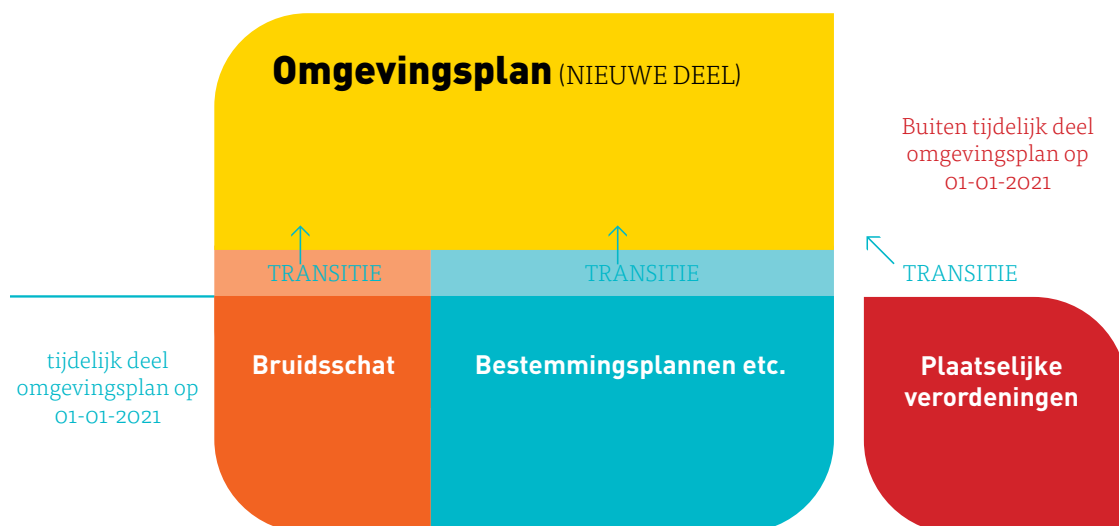 Omgevingsplan (NIEUWE DEEL)
Buiten tijdelijk deel
omgevingsplan op
01-01-2021
TRANSITIE
TRANSITIE
TRANSITIE
tijdelijk deel
omgevingsplan op
01-01-2021
Bruidsschat
Bestemmingsplannen etc.
Plaatselijke
verordeningen